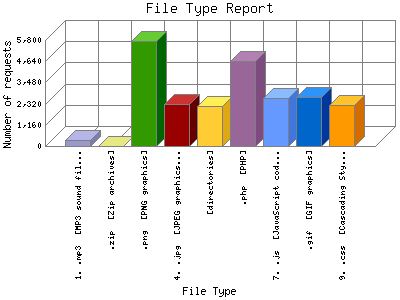 File Type Report
Number of requests
5,800
4,640
3,480
2,320
1,160
0
1. .mp3 [MP3 sound fil...
.zip [Zip archives]
.png [PNG graphics]
4. .jpg [JPEG graphics...
[directories]
.php [PHP]
7. .js [JavaScript cod...
.gif [GIF graphics]
9. .css [Cascading Sty...
File Type